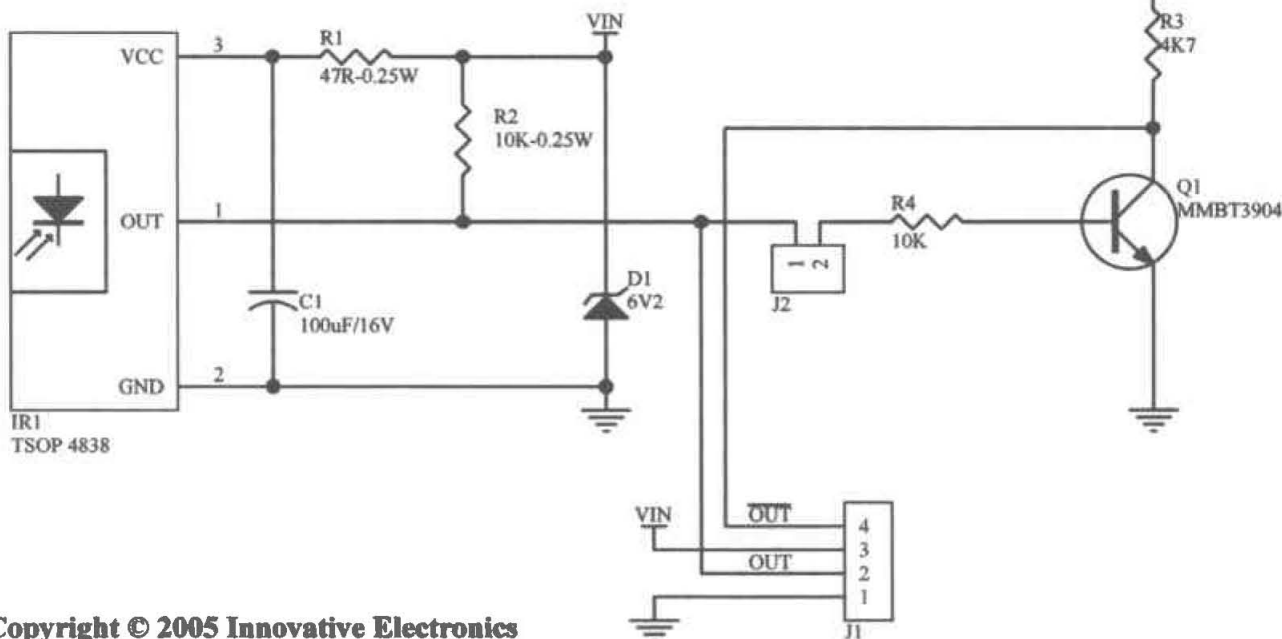 VIN
R3
4K7
VCC
3
R1
47R-0.25W
R2
10K-0.25W
OUT
1
R4
10K
Q1
MMBT3904
1
2
J2
D1
6V2
C1
100uF/16V
GND
2
IR1
TSOP 4838
VIN
OUT
4
3
OUT
2
1
J1
Copyright © 2005 Innovative Electronics